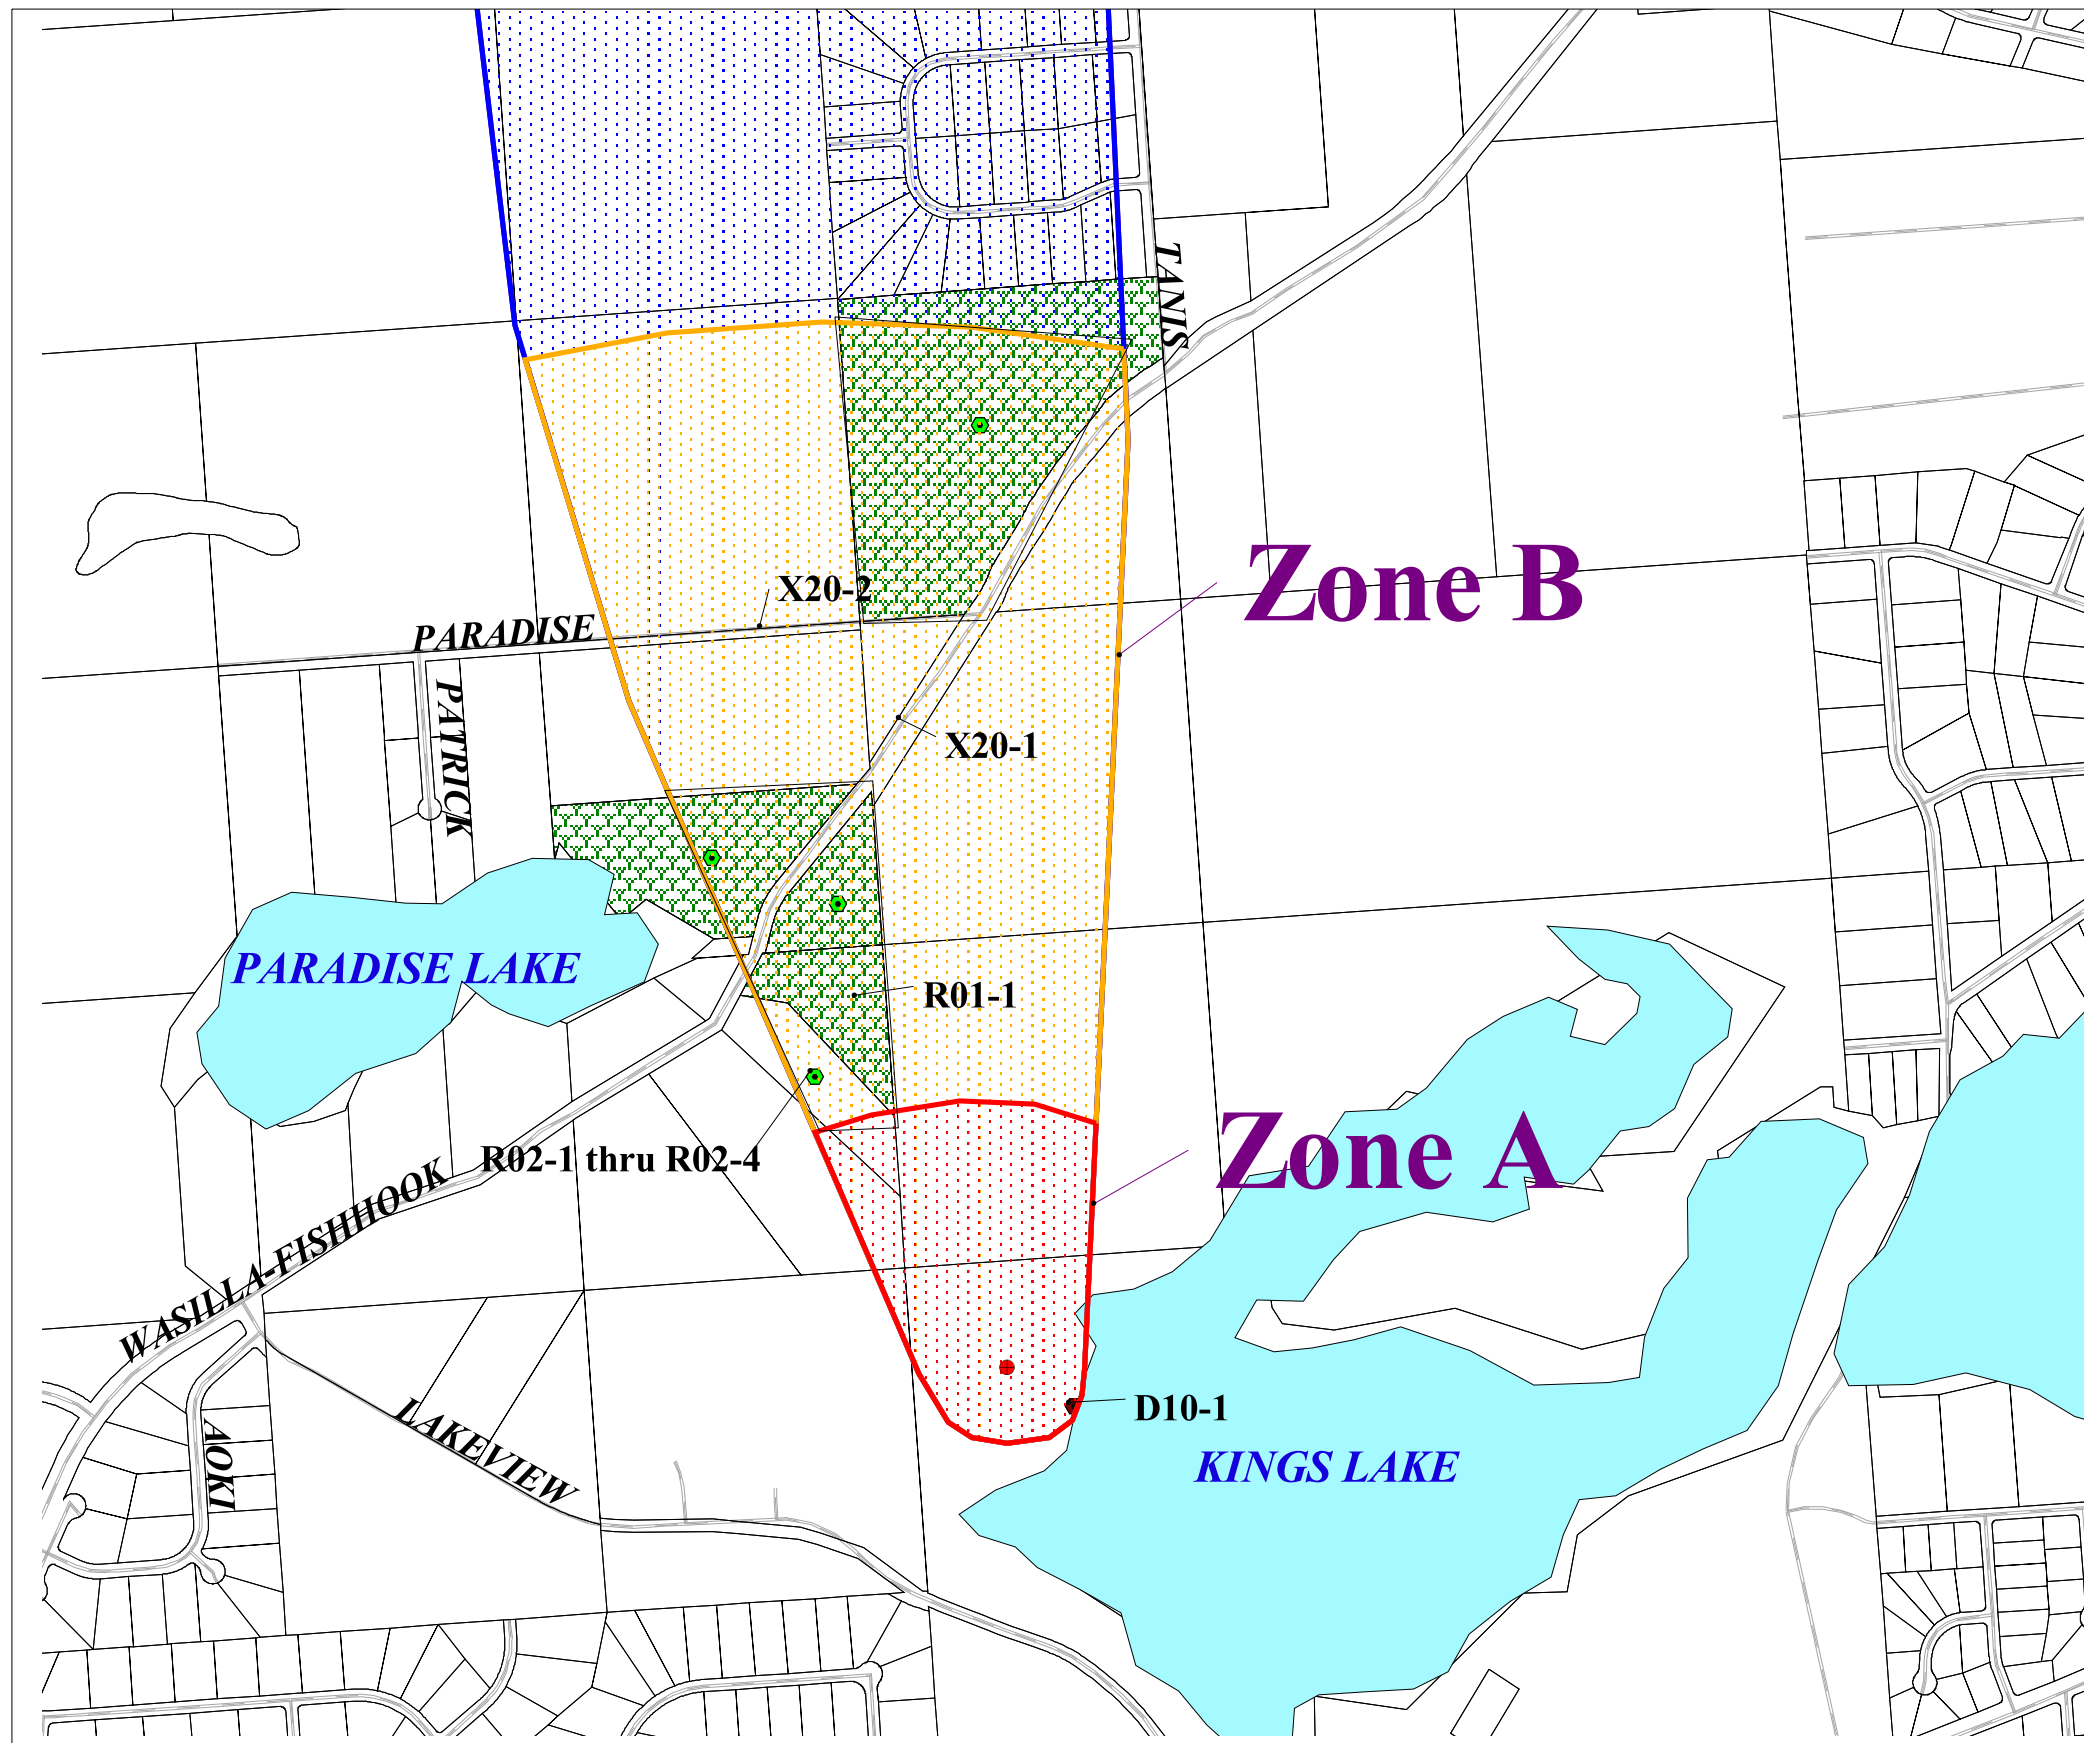 TANIS
Zone B
X20-2
PARADISE
PATRICK
X20-1
PARADISE LAKE
R01-1
Zone A
R02-1 thru R02-4
WASILLA-FISHHOOK
D10-1
LAKEVIEW
AOKI
KINGS LAKE